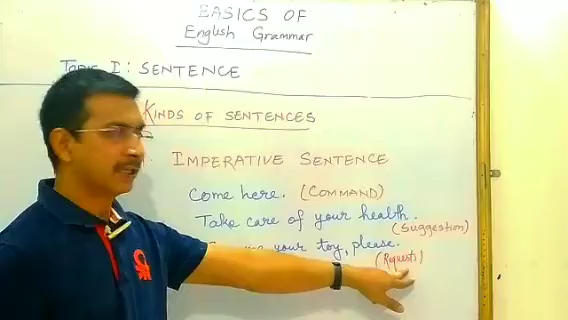 BASICS OF
English Grammar
Topic I: SENTENCE
KINDS OF SENTENCES
IMPERATIVE SENTENCE
Come here. (COMMAND)
Take care of your health.
(Suggestion)
your toy, please.
(Request)